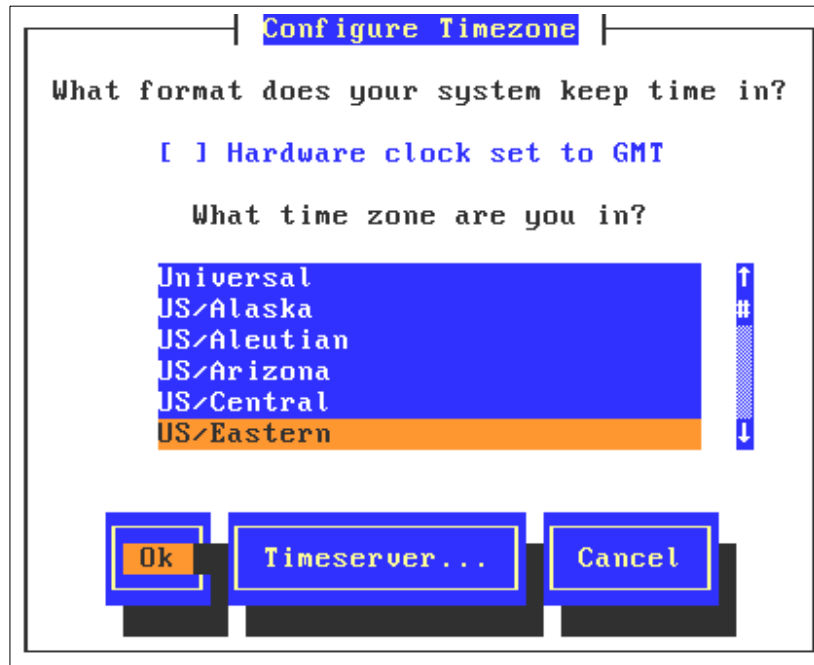 Configure Timezone
What format does your system keep time in?
[ ] Hardware clock set to GMT
What time zone are you in?
Universal ↑
US/Alaska #
US/Aleutian
US/Arizona
US/Central
US/Eastern ↓
Ok Timeserver... Cancel